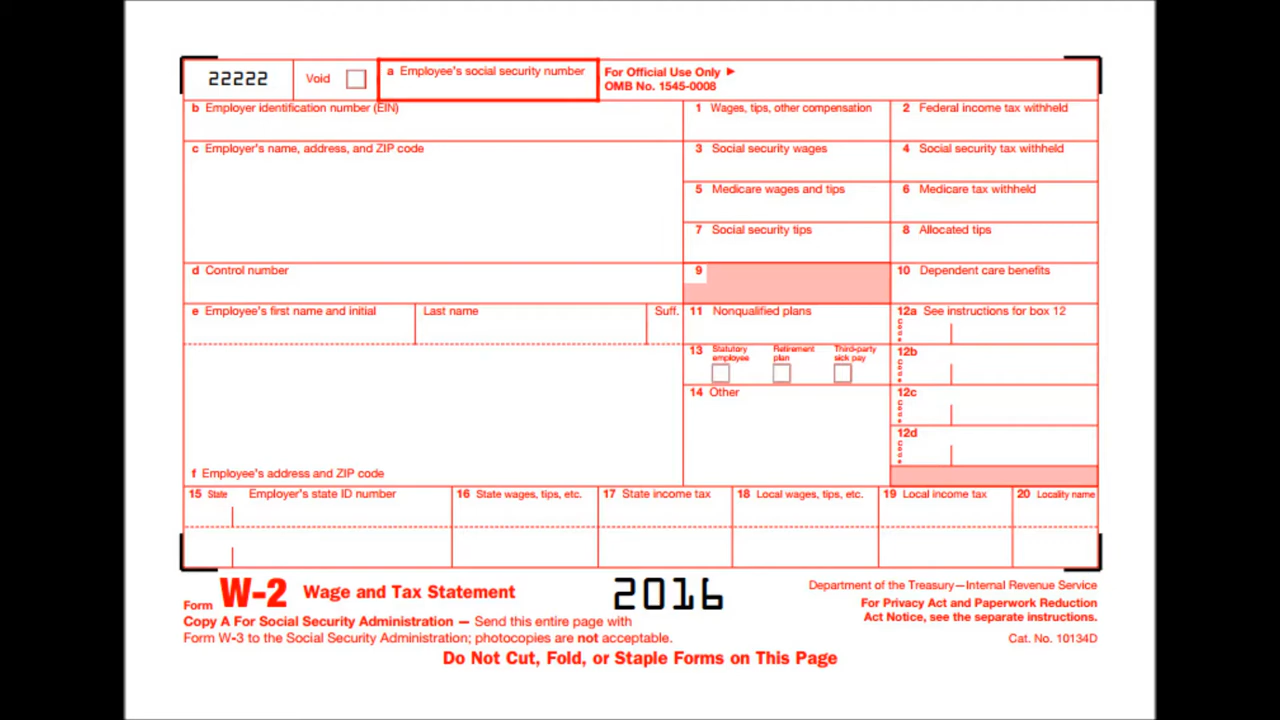 22222 Void a Employee's social security number For Official Use Only ►
OMB No. 1545-0008
b Employer identification number (EIN) 1 Wages, tips, other compensation 2 Federal income tax withheld
c Employer's name, address, and ZIP code 3 Social security wages 4 Social security tax withheld
5 Medicare wages and tips 6 Medicare tax withheld
7 Social security tips 8 Allocated tips
d Control number 9 10 Dependent care benefits
e Employee's first name and initial Last name Suff. 11 Nonqualified plans 12a See instructions for box 12
Code
13 Statutory employee Retirement plan Third-party sick pay 12b
Code
14 Other 12c
Code
12d
Code
f Employee's address and ZIP code
15 State Employer's state ID number 16 State wages, tips, etc. 17 State income tax 18 Local wages, tips, etc. 19 Local income tax 20 Locality name
Form W-2 Wage and Tax Statement 2016 Department of the Treasury—Internal Revenue Service
For Privacy Act and Paperwork Reduction
Act Notice, see the separate instructions.
Copy A For Social Security Administration — Send this entire page with
Form W-3 to the Social Security Administration; photocopies are not acceptable. Cat. No. 10134D
Do Not Cut, Fold, or Staple Forms on This Page